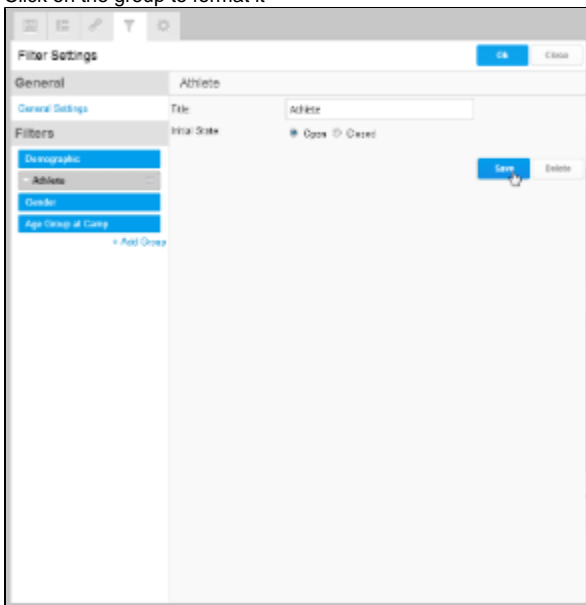 Click on the group to format it
Filter Settings
Ok
Close
General
Athlete
General Settings
Title
Athlete
Initial State
Open
Closed
Filters
Demographic
Athlete
Save
Delete
Gender
Age Group at Camp
+ Add Group